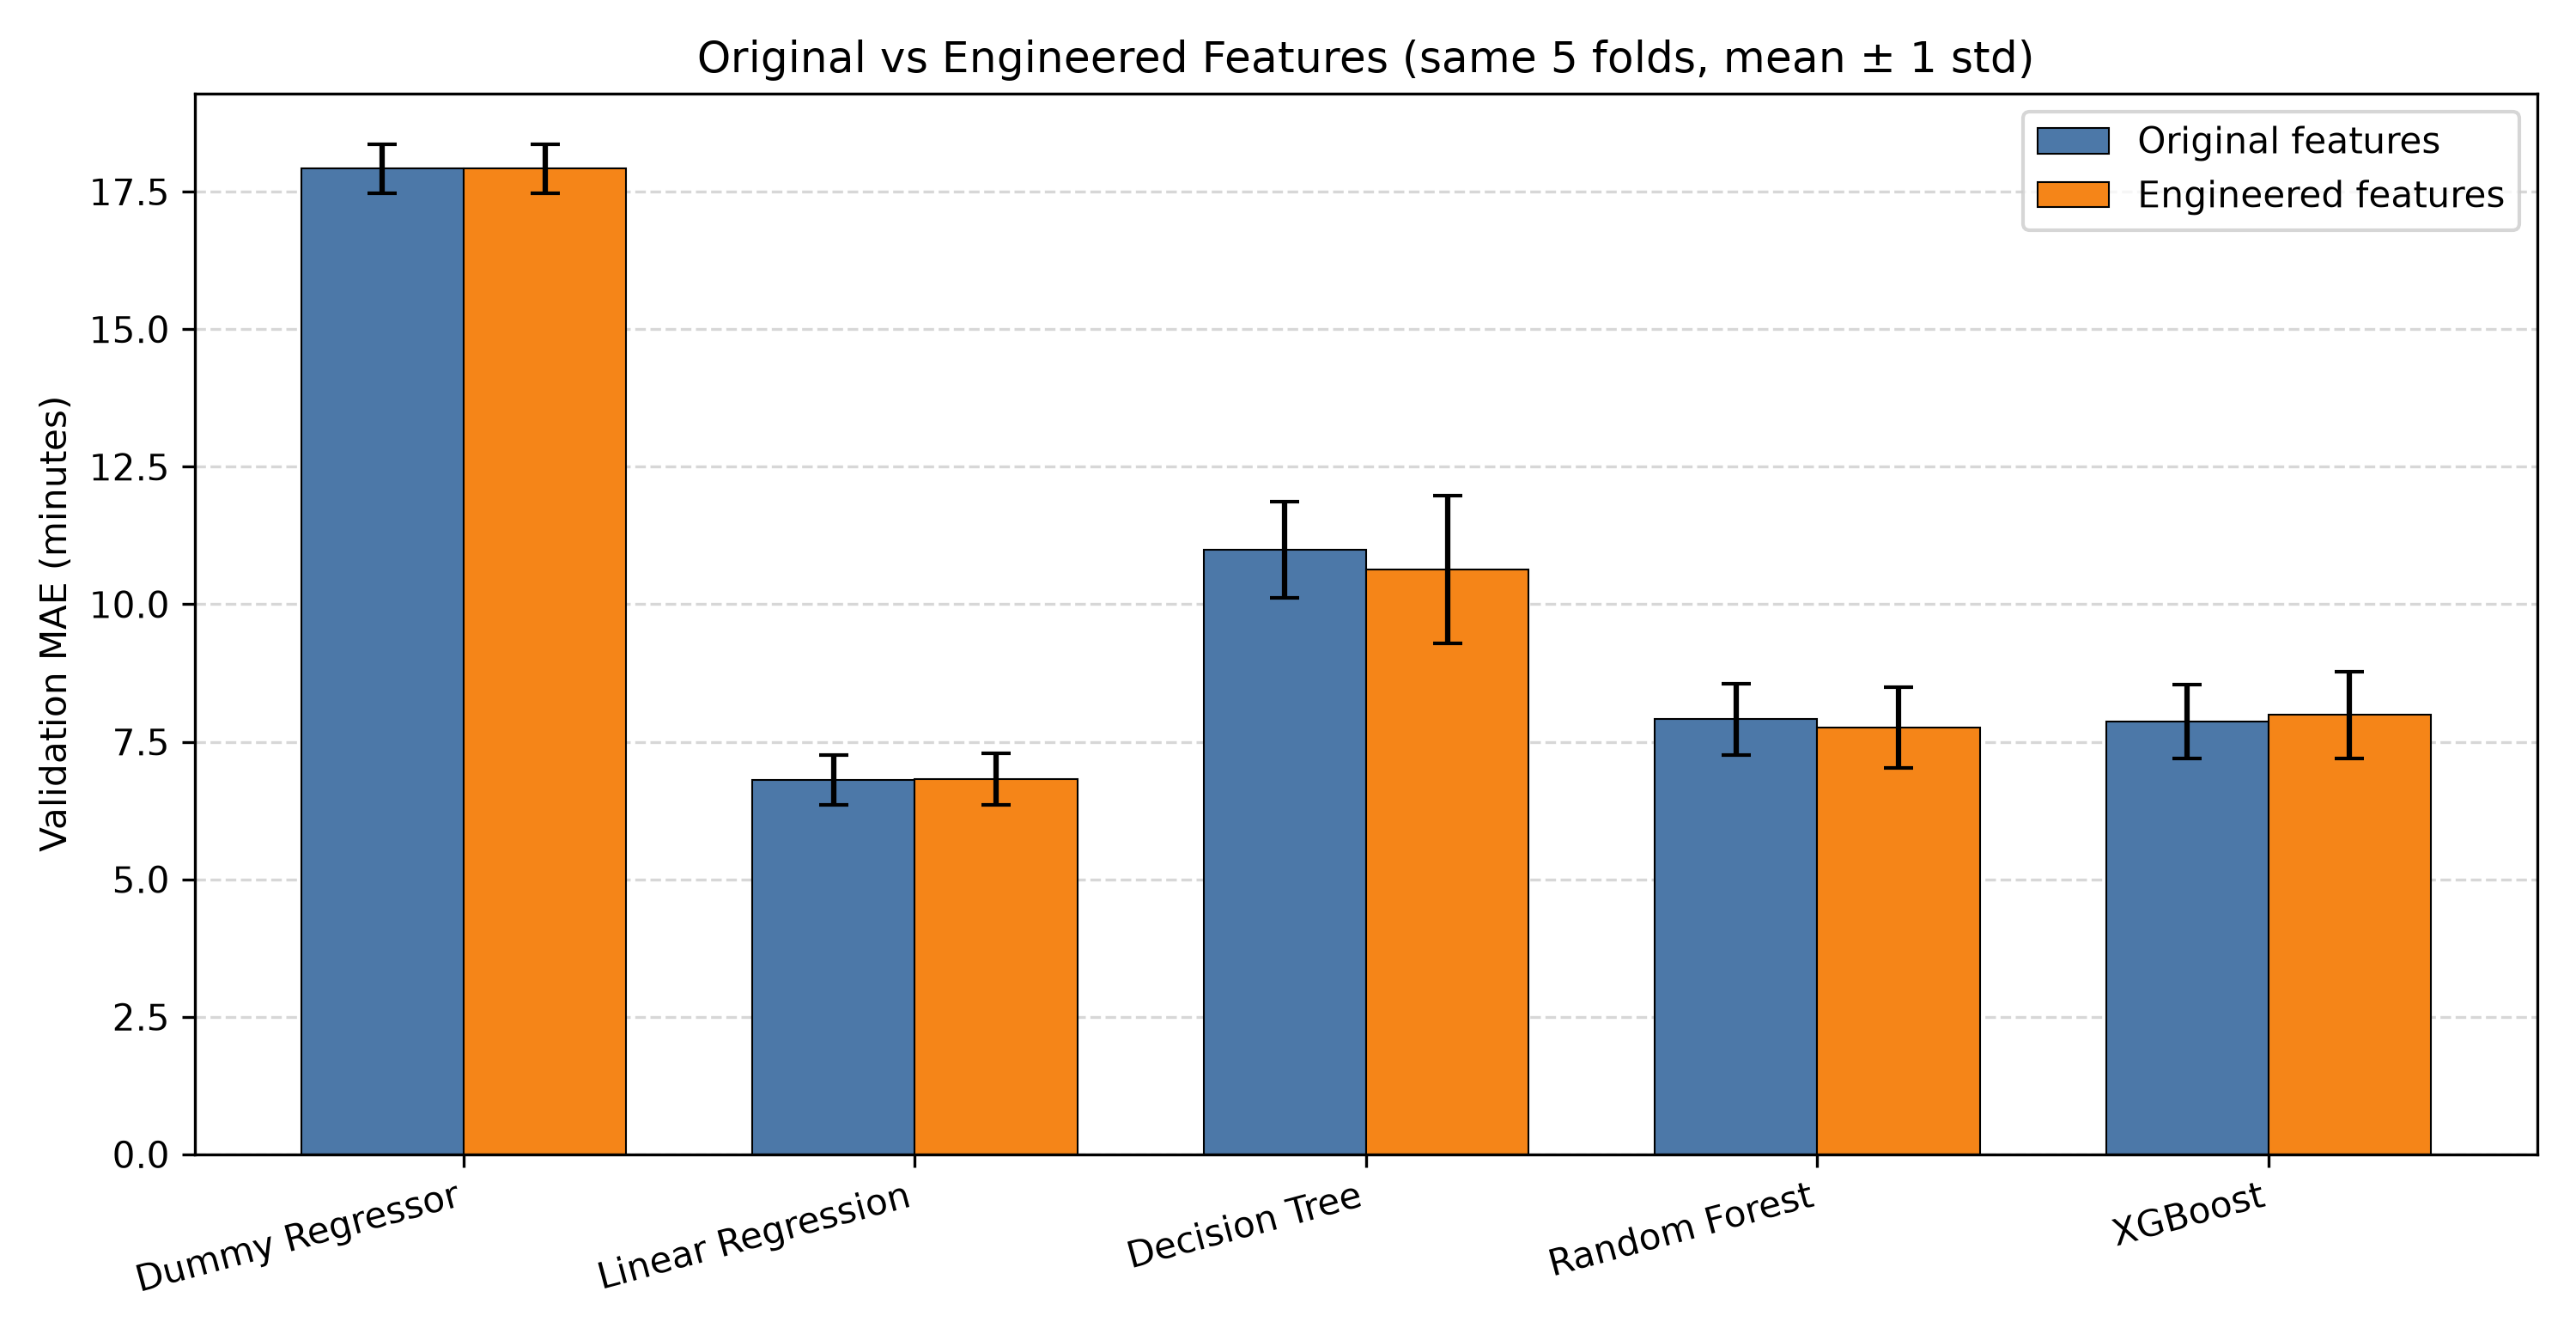 Original vs Engineered Features (same 5 folds, mean ± 1 std)
Original features
Engineered features
Validation MAE (minutes)
17.5
15.0
12.5
10.0
7.5
5.0
2.5
0.0
Dummy Regressor
Linear Regression
Decision Tree
Random Forest
XGBoost